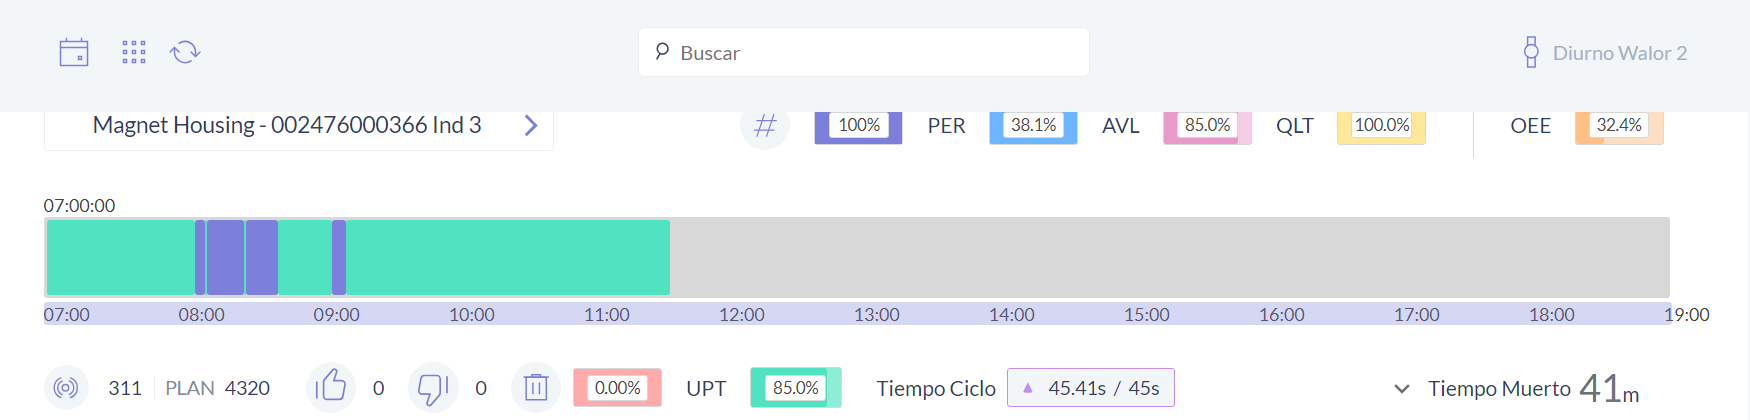 Buscar
Diurno Walor 2
Magnet Housing - 002476000366 Ind 3
# 100% PER 38.1% AVL 85.0% QLT 100.0% OEE 32.4%
07:00:00
07:00 08:00 09:00 10:00 11:00 12:00 13:00 14:00 15:00 16:00 17:00 18:00 19:00
311 PLAN 4320 0 0 0.00% UPT 85.0% Tiempo Ciclo 45.41s / 45s Tiempo Muerto 41m